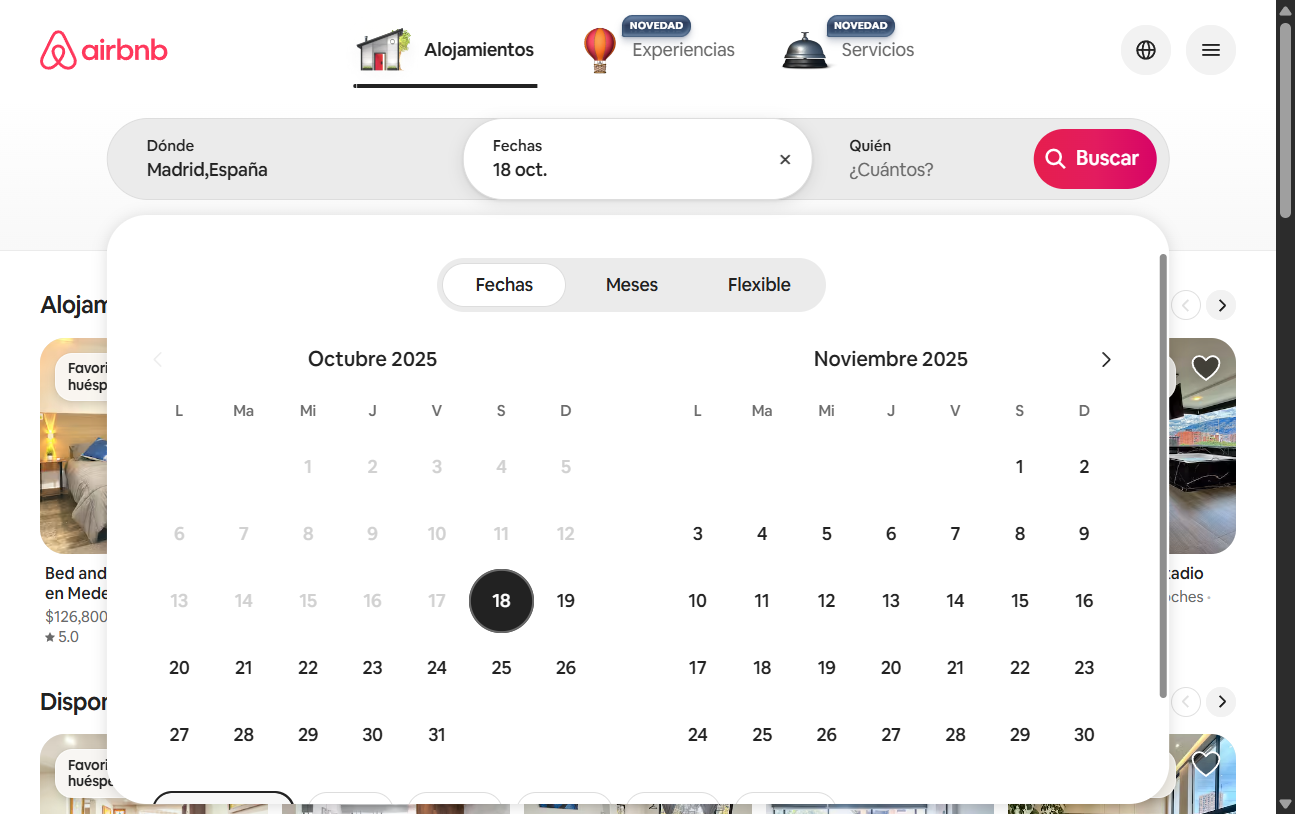 airbnb
Alojamientos
NOVEDAD
Experiencias
NOVEDAD
Servicios
Dónde
Madrid,España
Fechas
18 oct.
Quién
¿Cuántos?
Buscar
Fechas
Meses
Flexible
Octubre 2025
L Ma Mi J V S D
1 2 3 4 5
6 7 8 9 10 11 12
13 14 15 16 17 18 19
20 21 22 23 24 25 26
27 28 29 30 31
Noviembre 2025
L Ma Mi J V S D
1 2
3 4 5 6 7 8 9
10 11 12 13 14 15 16
17 18 19 20 21 22 23
24 25 26 27 28 29 30
Alojam
Favori
huésp
Bed and
en Mede
$126,800
5.0
tadio
oches ·
Dispor
Favori
huéspe